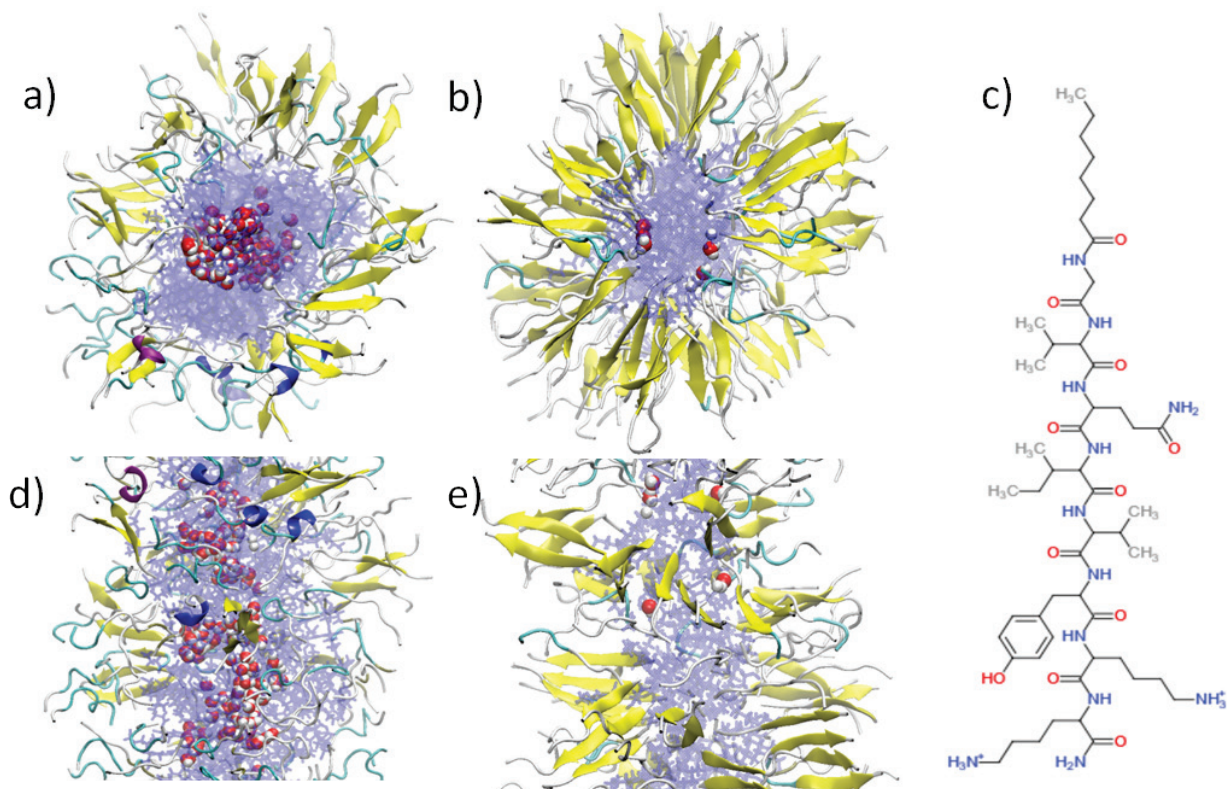 a)
b)
c)
H₃C
O
HN
O
H₃C
NH
H₃C
O
HN
NH₂
O
H₃C
NH
O
H₃C
O
HN
CH₃
O
CH₃
NH
O
HN
HO
O
NH
NH₃⁺
O
H₃N⁺
H₂N
d)
e)